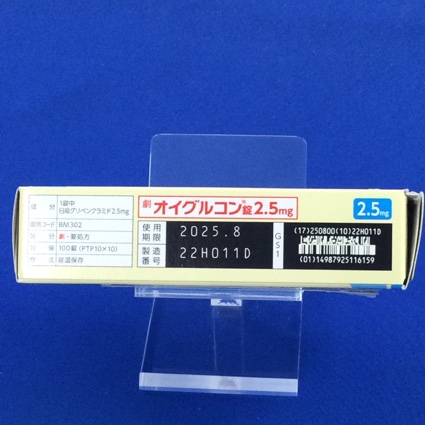 成分 1錠中
日局グリベンクラミド2.5mg
識別コード BM302
区分 劇・要処方
包装 100錠 (PTP10×10)
貯法 室温保存
劇 オイグルコン®錠2.5mg
使用期限 2025.8
製造番号 22H011D
GS1
(17)250800(10)22H011D
(01)14987925116159
2.5mg